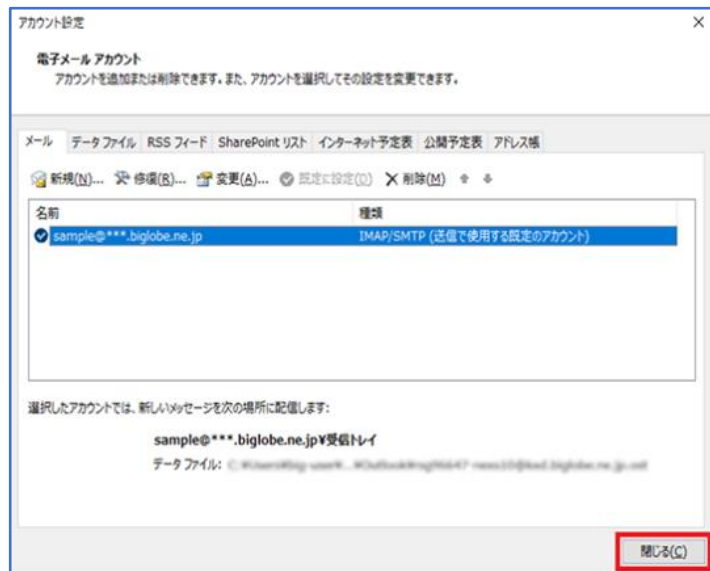 アカウント設定
電子メール アカウント
アカウントを追加または削除できます。また、アカウントを選択してその設定を変更できます。
メール データ ファイル RSS フィード SharePoint リスト インターネット予定表 公開予定表 アドレス帳
新規(N)... 修復(R)... 変更(A)... 既定に設定(D) 削除(M)
名前 種類
sample@***.biglobe.ne.jp IMAP/SMTP (送信で使用する既定のアカウント)
選択したアカウントでは、新しいメッセージを次の場所に配信します:
sample@***.biglobe.ne.jp¥受信トレイ
データ ファイル:
閉じる(C)